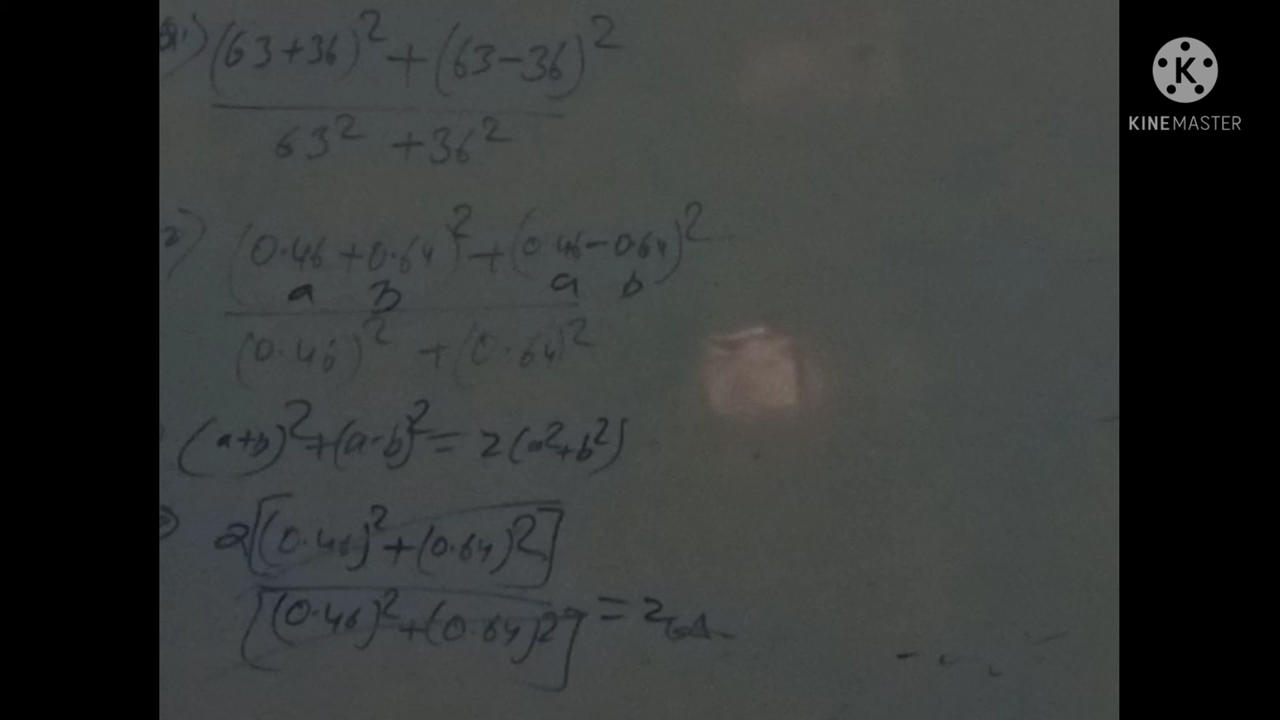 Q1.) (63+36)² + (63-36)²
63² + 36²
2) (0.46+0.64)² + (0.46-0.64)²
a b a b
(0.46)² + (0.64)²
(a+b)²+(a-b)² = 2(a²+b²)
2[(0.46)²+(0.64)²]
[(0.46)²+(0.64)²] = 2
KINEMASTER